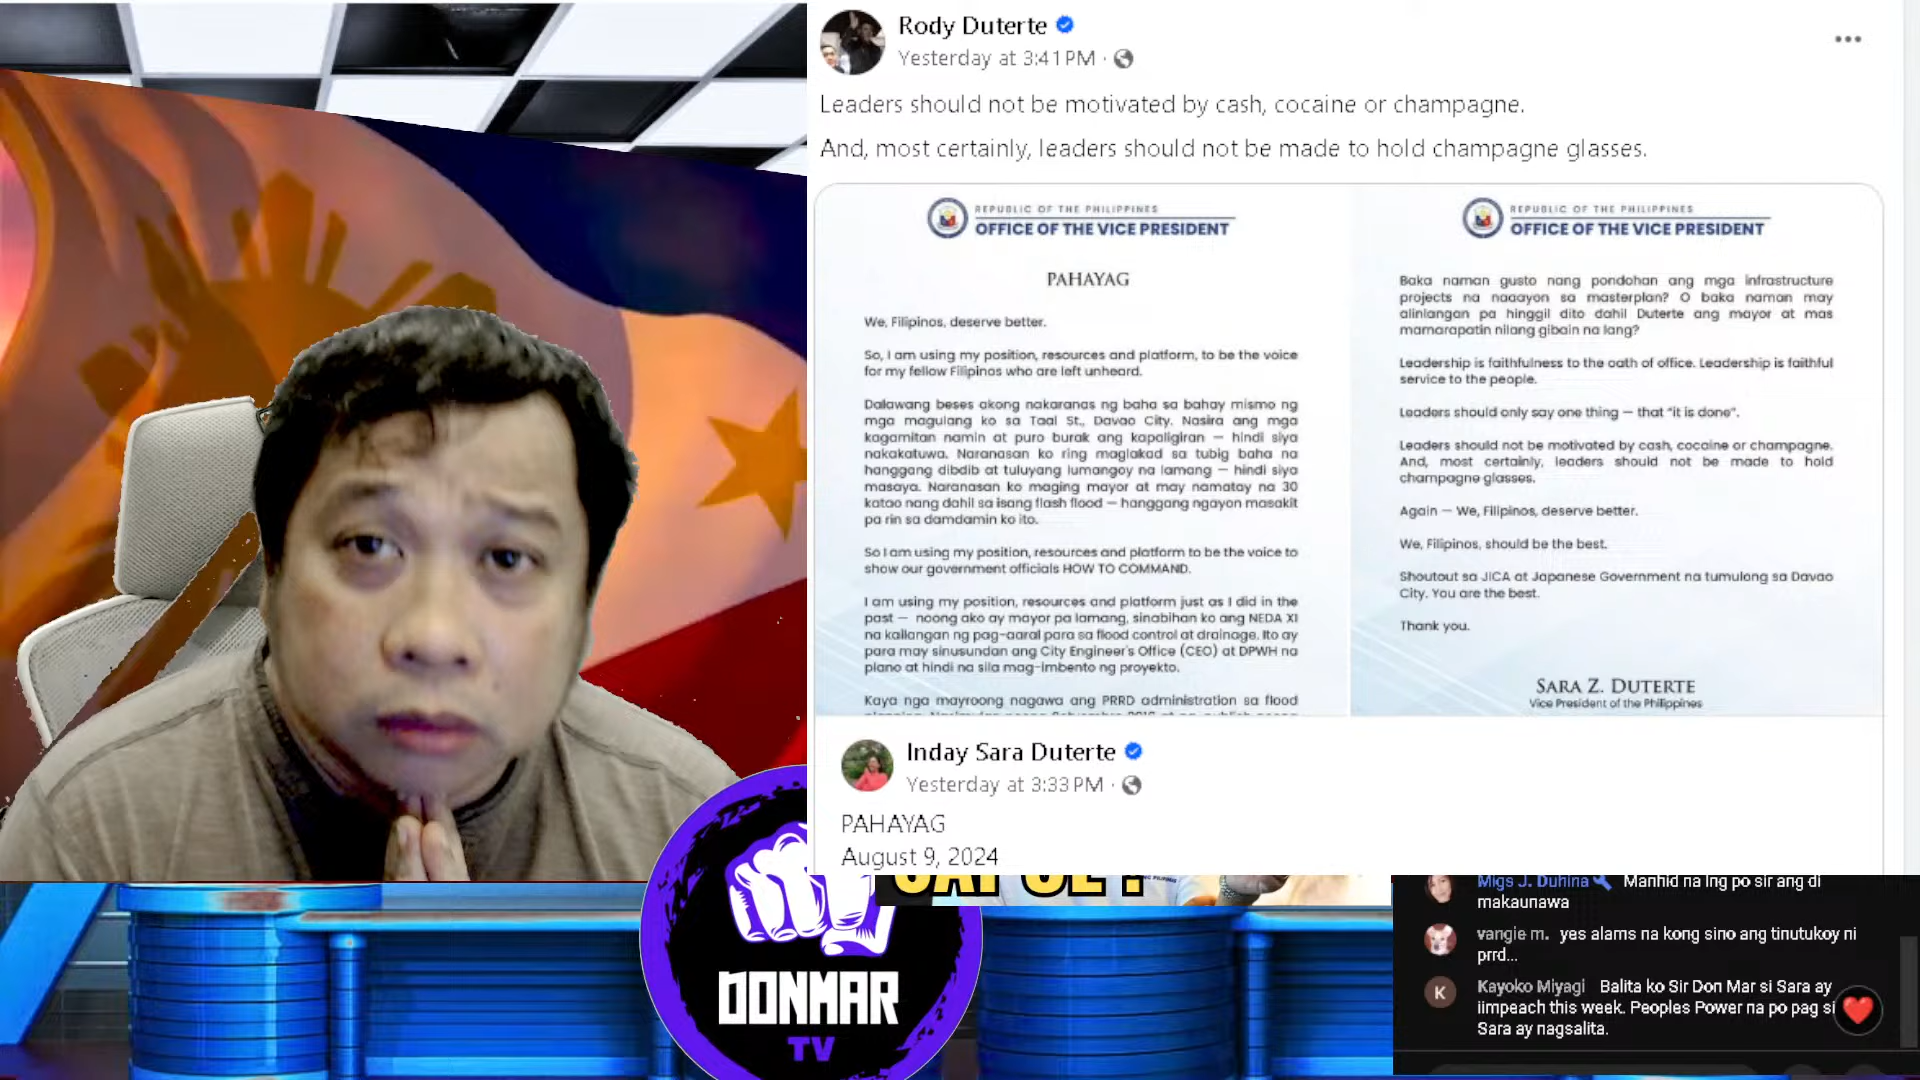 Rody Duterte
Yesterday at 3:41 PM ·
Leaders should not be motivated by cash, cocaine or champagne.
And, most certainly, leaders should not be made to hold champagne glasses.
REPUBLIC OF THE PHILIPPINES
OFFICE OF THE VICE PRESIDENT
PAHAYAG
We, Filipinos, deserve better.
So, I am using my position, resources and platform, to be the voice
for my fellow Filipinos who are left unheard.
Dalawang beses akong nakaranas ng baha sa bahay mismo ng
mga magulang ko sa Taal St., Davao City. Nasira ang mga
kagamitan namin at puro burak ang kapaligiran — hindi siya
nakakatuwa. Naranasan ko ring maglakad sa tubig baha na
hanggang dibdib at tuluyang lumangoy na lamang — hindi siya
masaya. Naranasan ko maging mayor at may namatay na 30
katao nang dahil sa isang flash flood — hanggang ngayon masakit
pa rin sa damdamin ko ito.
So I am using my position, resources and platform to be the voice to
show our government officials HOW TO COMMAND.
I am using my position, resources and platform just as I did in the
past — noong ako ay mayor pa lamang, sinabihan ko ang NEDA XI
na kailangan ng pag-aaral para sa flood control at drainage. Ito ay
para may sinusundan ang City Engineer's Office (CEO) at DPWH na
plano at hindi na sila mag-imbento ng proyekto.
Kaya nga mayroong nagawa ang PRRD administration sa flood
REPUBLIC OF THE PHILIPPINES
OFFICE OF THE VICE PRESIDENT
Baka naman gusto nang pondohan ang mga infrastructure
projects na naaayon sa masterplan? O baka naman may
alinlangan pa hinggil dito dahil Duterte ang mayor at mas
mamarapatin nilang gibain na lang?
Leadership is faithfulness to the oath of office. Leadership is faithful
service to the people.
Leaders should only say one thing — that "it is done".
Leaders should not be motivated by cash, cocaine or champagne.
And, most certainly, leaders should not be made to hold
champagne glasses.
Again — We, Filipinos, deserve better.
We, Filipinos, should be the best.
Shoutout sa JICA at Japanese Government na tumulong sa Davao
City. You are the best.
Thank you.
SARA Z. DUTERTE
Vice President of the Philippines
Inday Sara Duterte
Yesterday at 3:33 PM ·
PAHAYAG
August 9, 2024
DONMAR
TV
Migs J. Duhina Manhid na lng po sir ang di
makaunawa
vangie m. yes alams na kong sino ang tinutukoy ni
prrd...
K
Kayoko Miyagi Balita ko Sir Don Mar si Sara ay
iimpeach this week. Peoples Power na po pag si
Sara ay nagsalita.